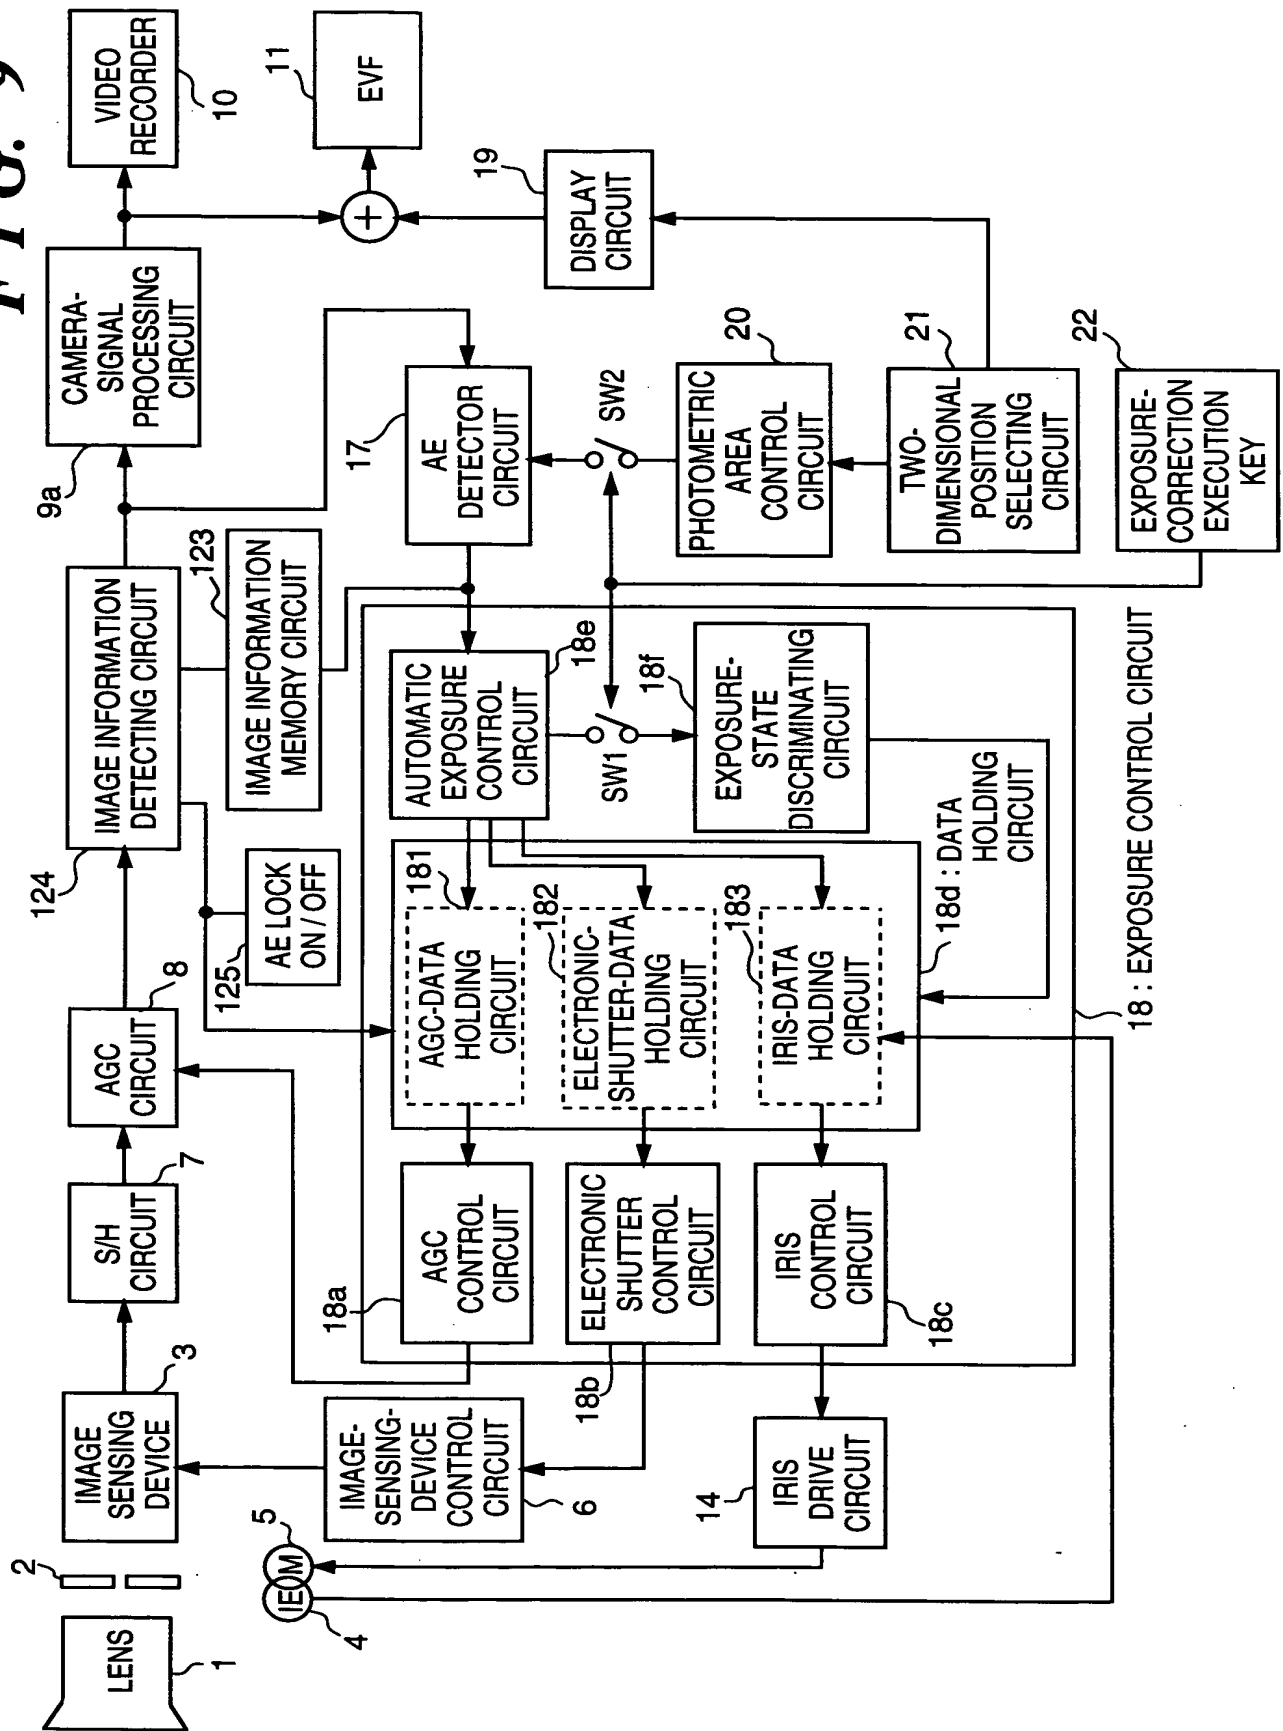 FIG. 9
LENS
1
2
IMAGE
SENSING
DEVICE
3
S/H
CIRCUIT
7
AGC
CIRCUIT
8
124
IMAGE INFORMATION
DETECTING CIRCUIT
9a
CAMERA-
SIGNAL
PROCESSING
CIRCUIT
VIDEO
RECORDER
10
11
EVF
+
125
AE LOCK
ON / OFF
123
IMAGE INFORMATION
MEMORY CIRCUIT
IE
M
4
5
IMAGE-
SENSING-
DEVICE
CONTROL
CIRCUIT
6
18a
AGC
CONTROL
CIRCUIT
AGC-DATA
HOLDING
CIRCUIT
181
AUTOMATIC
EXPOSURE
CONTROL
CIRCUIT
18e
17
AE
DETECTOR
CIRCUIT
19
DISPLAY
CIRCUIT
18b
ELECTRONIC
SHUTTER
CONTROL
CIRCUIT
182
ELECTRONIC-
SHUTTER-DATA
HOLDING
CIRCUIT
SW1
SW2
14
IRIS
DRIVE
CIRCUIT
IRIS
CONTROL
CIRCUIT
18c
183
IRIS-DATA
HOLDING
CIRCUIT
18f
EXPOSURE-
STATE
DISCRIMINATING
CIRCUIT
20
PHOTOMETRIC
AREA
CONTROL
CIRCUIT
21
TWO-
DIMENSIONAL
POSITION
SELECTING
CIRCUIT
18d : DATA
HOLDING
CIRCUIT
22
EXPOSURE-
CORRECTION
EXECUTION
KEY
18 : EXPOSURE CONTROL CIRCUIT